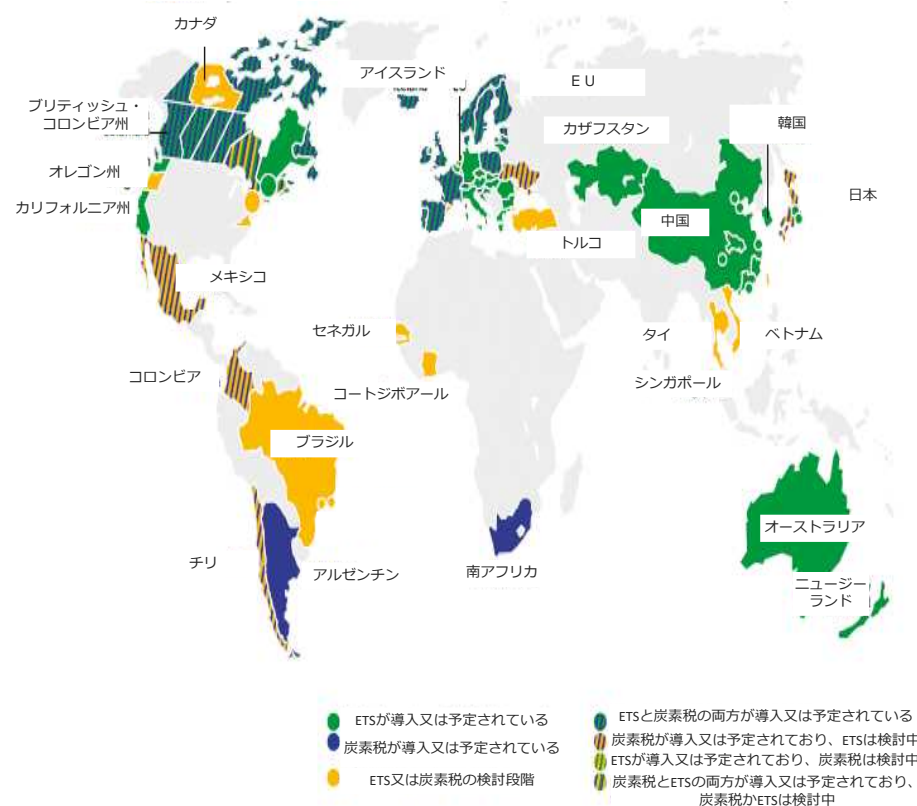 カナダ
アイスランド
ＥＵ
ブリティッシュ・
コロンビア州
カザフスタン
韓国
オレゴン州
カリフォルニア州
日本
中国
トルコ
メキシコ
セネガル
タイ
ベトナム
コロンビア
コートジボアール
シンガポール
ブラジル
オーストラリア
チリ
アルゼンチン
南アフリカ
ニュージー
ランド
ETSが導入又は予定されている
炭素税が導入又は予定されている
ETS又は炭素税の検討段階
ETSと炭素税の両方が導入又は予定されている
炭素税が導入又は予定されており、ETSは検討中
ETSが導入又は予定されており、炭素税は検討中
炭素税とETSの両方が導入又は予定されており、
炭素税かETSは検討中